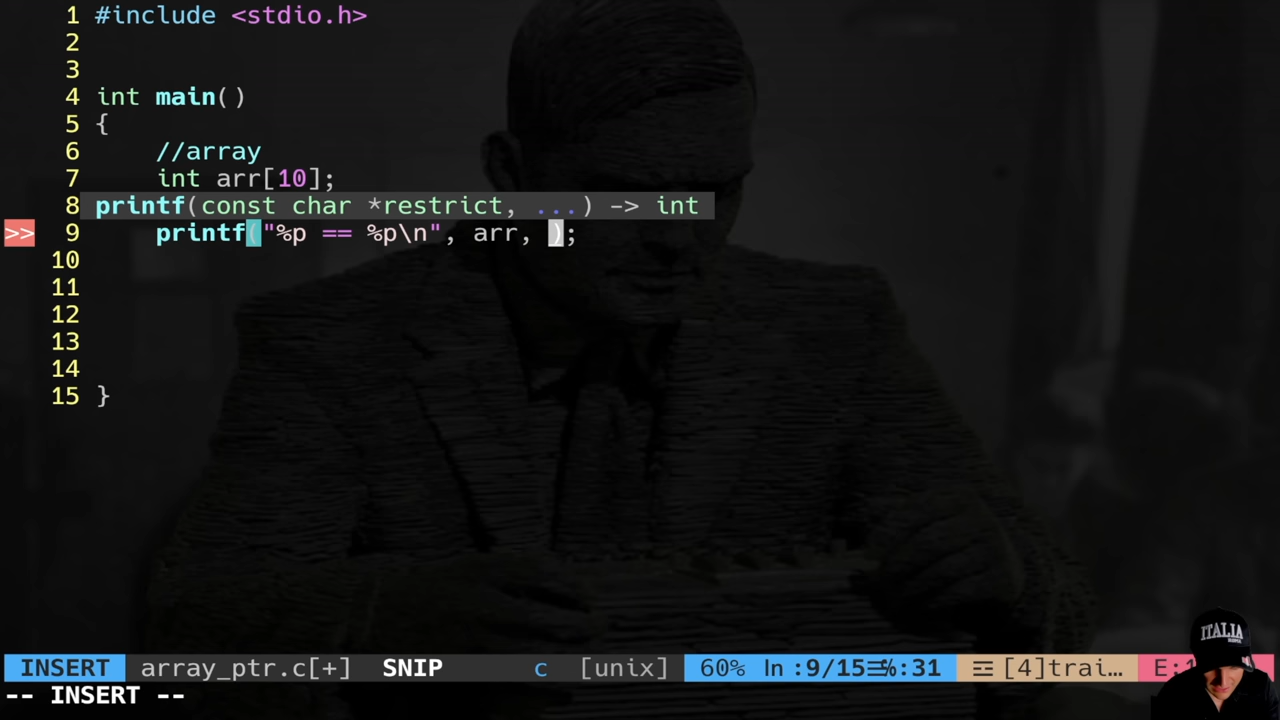 1 #include <stdio.h>
2
3
4 int main()
5 {
6 //array
7 int arr[10];
8 printf(const char *restrict, ...) -> int
>> 9 printf("%p == %p\n", arr, );
10
11
12
13
14
15 }
ITALIA
INSERT array_ptr.c[+] SNIP c [unix] 60% ln :9/15☰%:31 ☲ [4]trai… E:
-- INSERT --